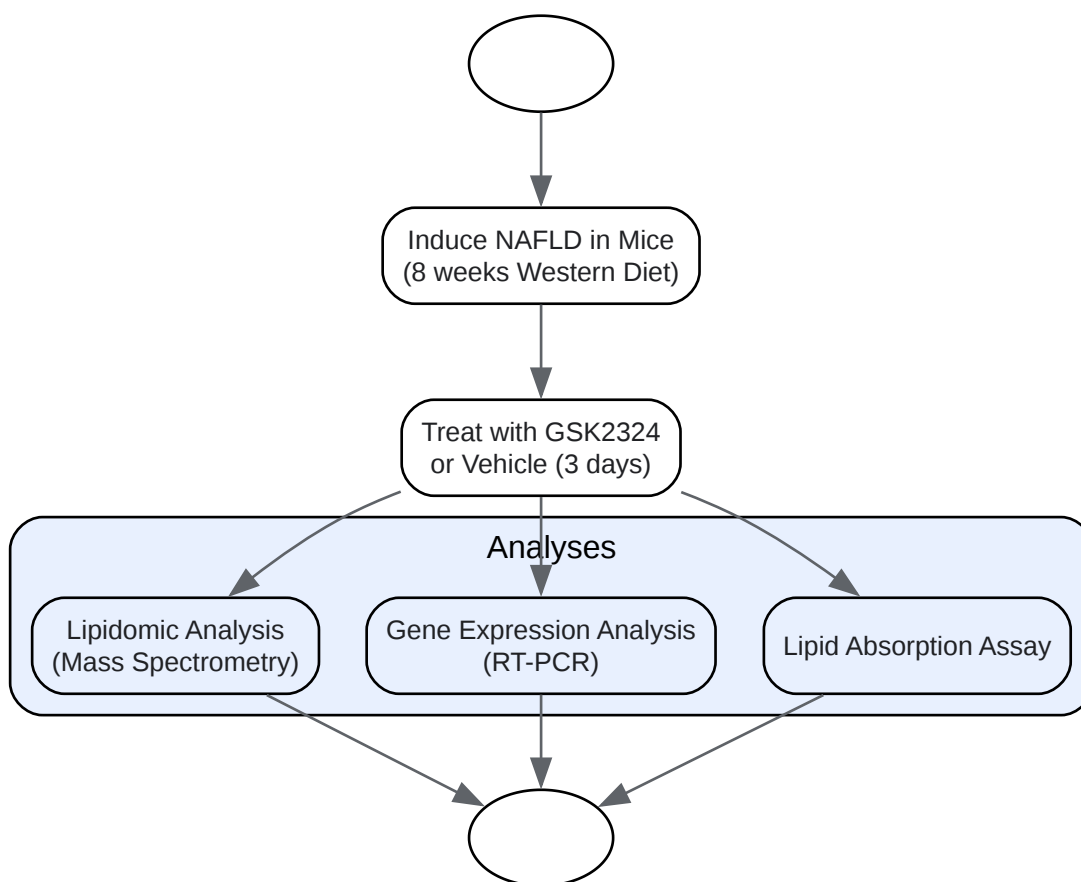 Induce NAFLD in Mice
(8 weeks Western Diet)
Treat with GSK2324
or Vehicle (3 days)
Analyses
Lipidomic Analysis
(Mass Spectrometry)
Gene Expression Analysis
(RT-PCR)
Lipid Absorption Assay